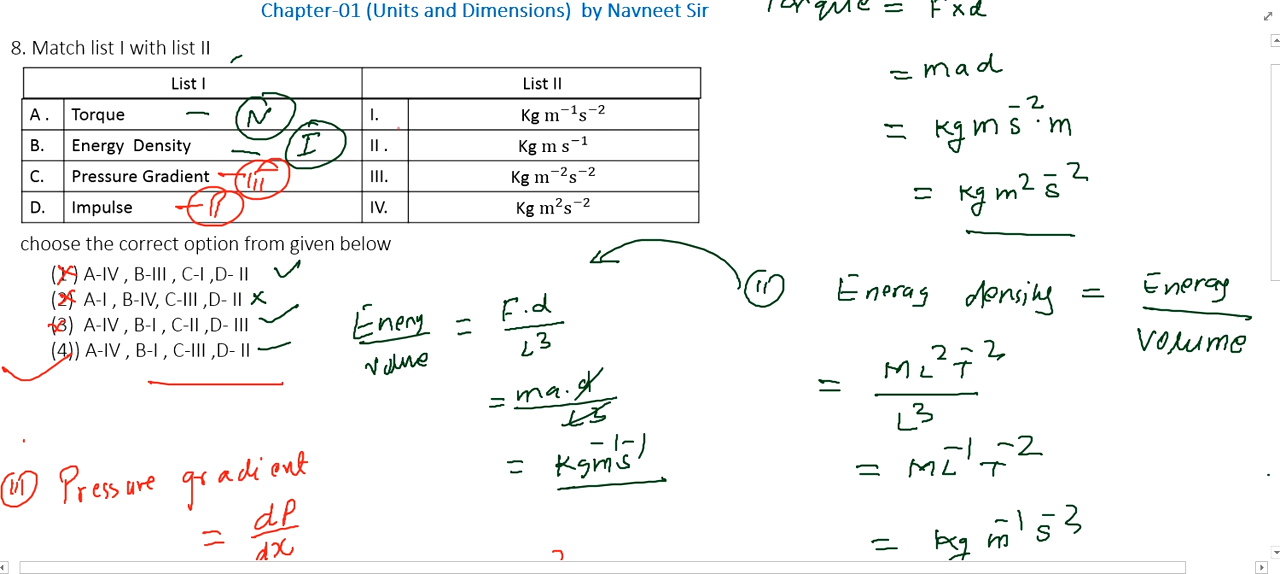 Chapter-01 (Units and Dimensions) by Navneet Sir
Torque = F x d
= mad
= kg m s⁻² · m
= kg m² s⁻²
8. Match list I with list II
List I List II
A. Torque — IV I. Kg m⁻¹s⁻²
B. Energy Density — I II. Kg m s⁻¹
C. Pressure Gradient — III III. Kg m⁻²s⁻²
D. Impulse — II IV. Kg m²s⁻²
choose the correct option from given below
(1) A-IV , B-III , C-I ,D- II ✓
(2) A-I , B-IV, C-III ,D- II x
(3) A-IV , B-I , C-II ,D- III ✓
(4)) A-IV , B-I , C-III ,D- II
Energy / Volume = F.d / L³
= ma.d / L³
= kgm⁻¹s⁻¹
(II) Energy density = Energy / Volume
= ML²T⁻² / L³
= ML⁻¹T⁻²
= kg m⁻¹ s⁻³
(III) Pressure gradient
= dP / dx